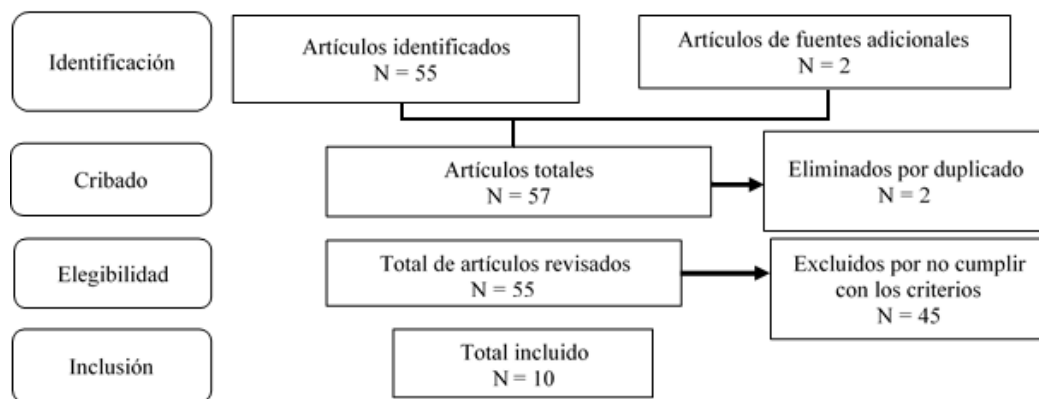 Identificación
Artículos identificados
N = 55
Artículos de fuentes adicionales
N = 2
Cribado
Artículos totales
N = 57
Eliminados por duplicado
N = 2
Elegibilidad
Total de artículos revisados
N = 55
Excluidos por no cumplir
con los criterios
N = 45
Inclusión
Total incluido
N = 10